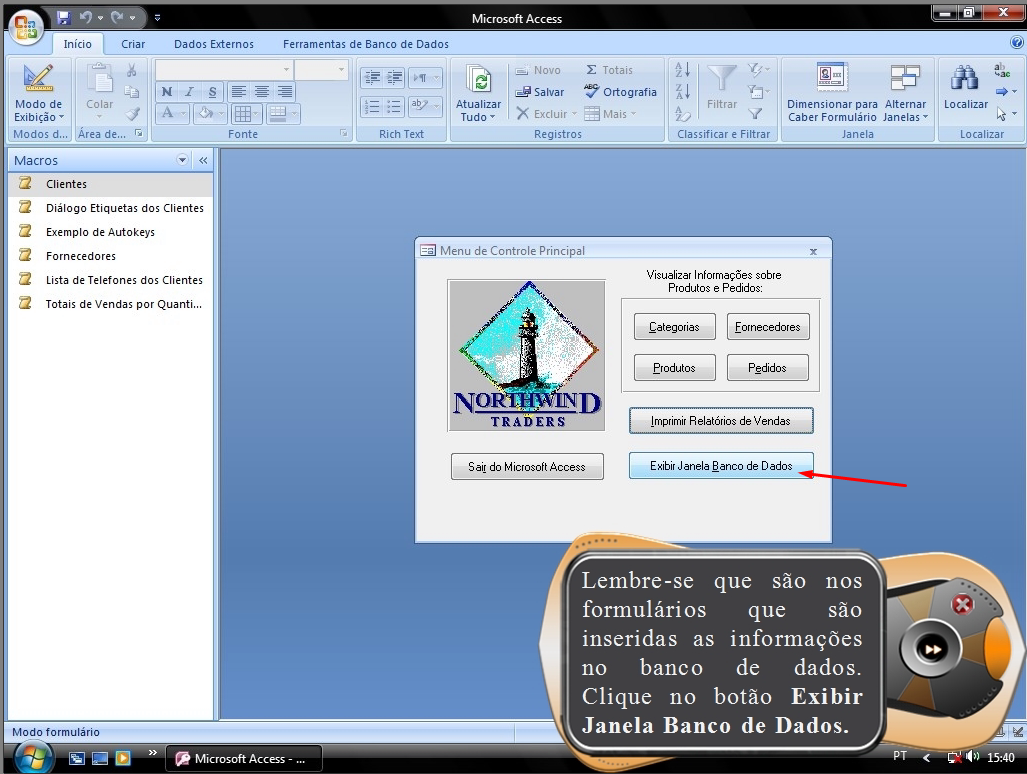 Microsoft Access
Início
Criar
Dados Externos
Ferramentas de Banco de Dados
Modo de
Exibição
Modos d...
Colar
Área de...
N I S
A
Fonte
Rich Text
ab
Atualizar
Tudo
Novo
Salvar
Excluir
Totais
Ortografia
Mais
Registros
Filtrar
Classificar e Filtrar
Dimensionar para
Caber Formulário
Alternar
Janelas
Janela
Localizar
Localizar
Macros
Clientes
Diálogo Etiquetas dos Clientes
Exemplo de Autokeys
Fornecedores
Lista de Telefones dos Clientes
Totais de Vendas por Quanti...
Menu de Controle Principal
x
NORTHWIND
TRADERS
Visualizar Informações sobre
Produtos e Pedidos:
Categorias
Fornecedores
Produtos
Pedidos
Imprimir Relatórios de Vendas
Sair do Microsoft Access
Exibir Janela Banco de Dados
Lembre-se que são nos
formulários que são
inseridas as informações
no banco de dados.
Clique no botão Exibir
Janela Banco de Dados.
Modo formulário
Microsoft Access - ...
PT
15:40